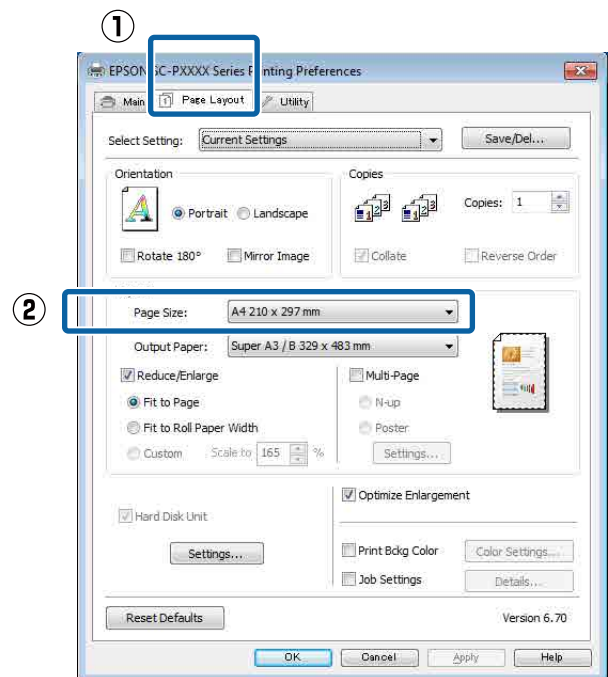 ①
EPSON SC-PXXXX Series Printing Preferences
Main Page Layout Utility
Select Setting: Current Settings Save/Del...
Orientation Copies
Portrait Landscape Copies: 1
Rotate 180° Mirror Image Collate Reverse Order
②
Page Size: A4 210 x 297 mm
Output Paper: Super A3 / B 329 x 483 mm
Reduce/Enlarge Multi-Page
Fit to Page N-up
Fit to Roll Paper Width Poster
Custom Scale to 165 % Settings...
Optimize Enlargement
Hard Disk Unit
Settings... Print Bckg Color Color Settings...
Job Settings Details...
Reset Defaults Version 6.70
OK Cancel Apply Help